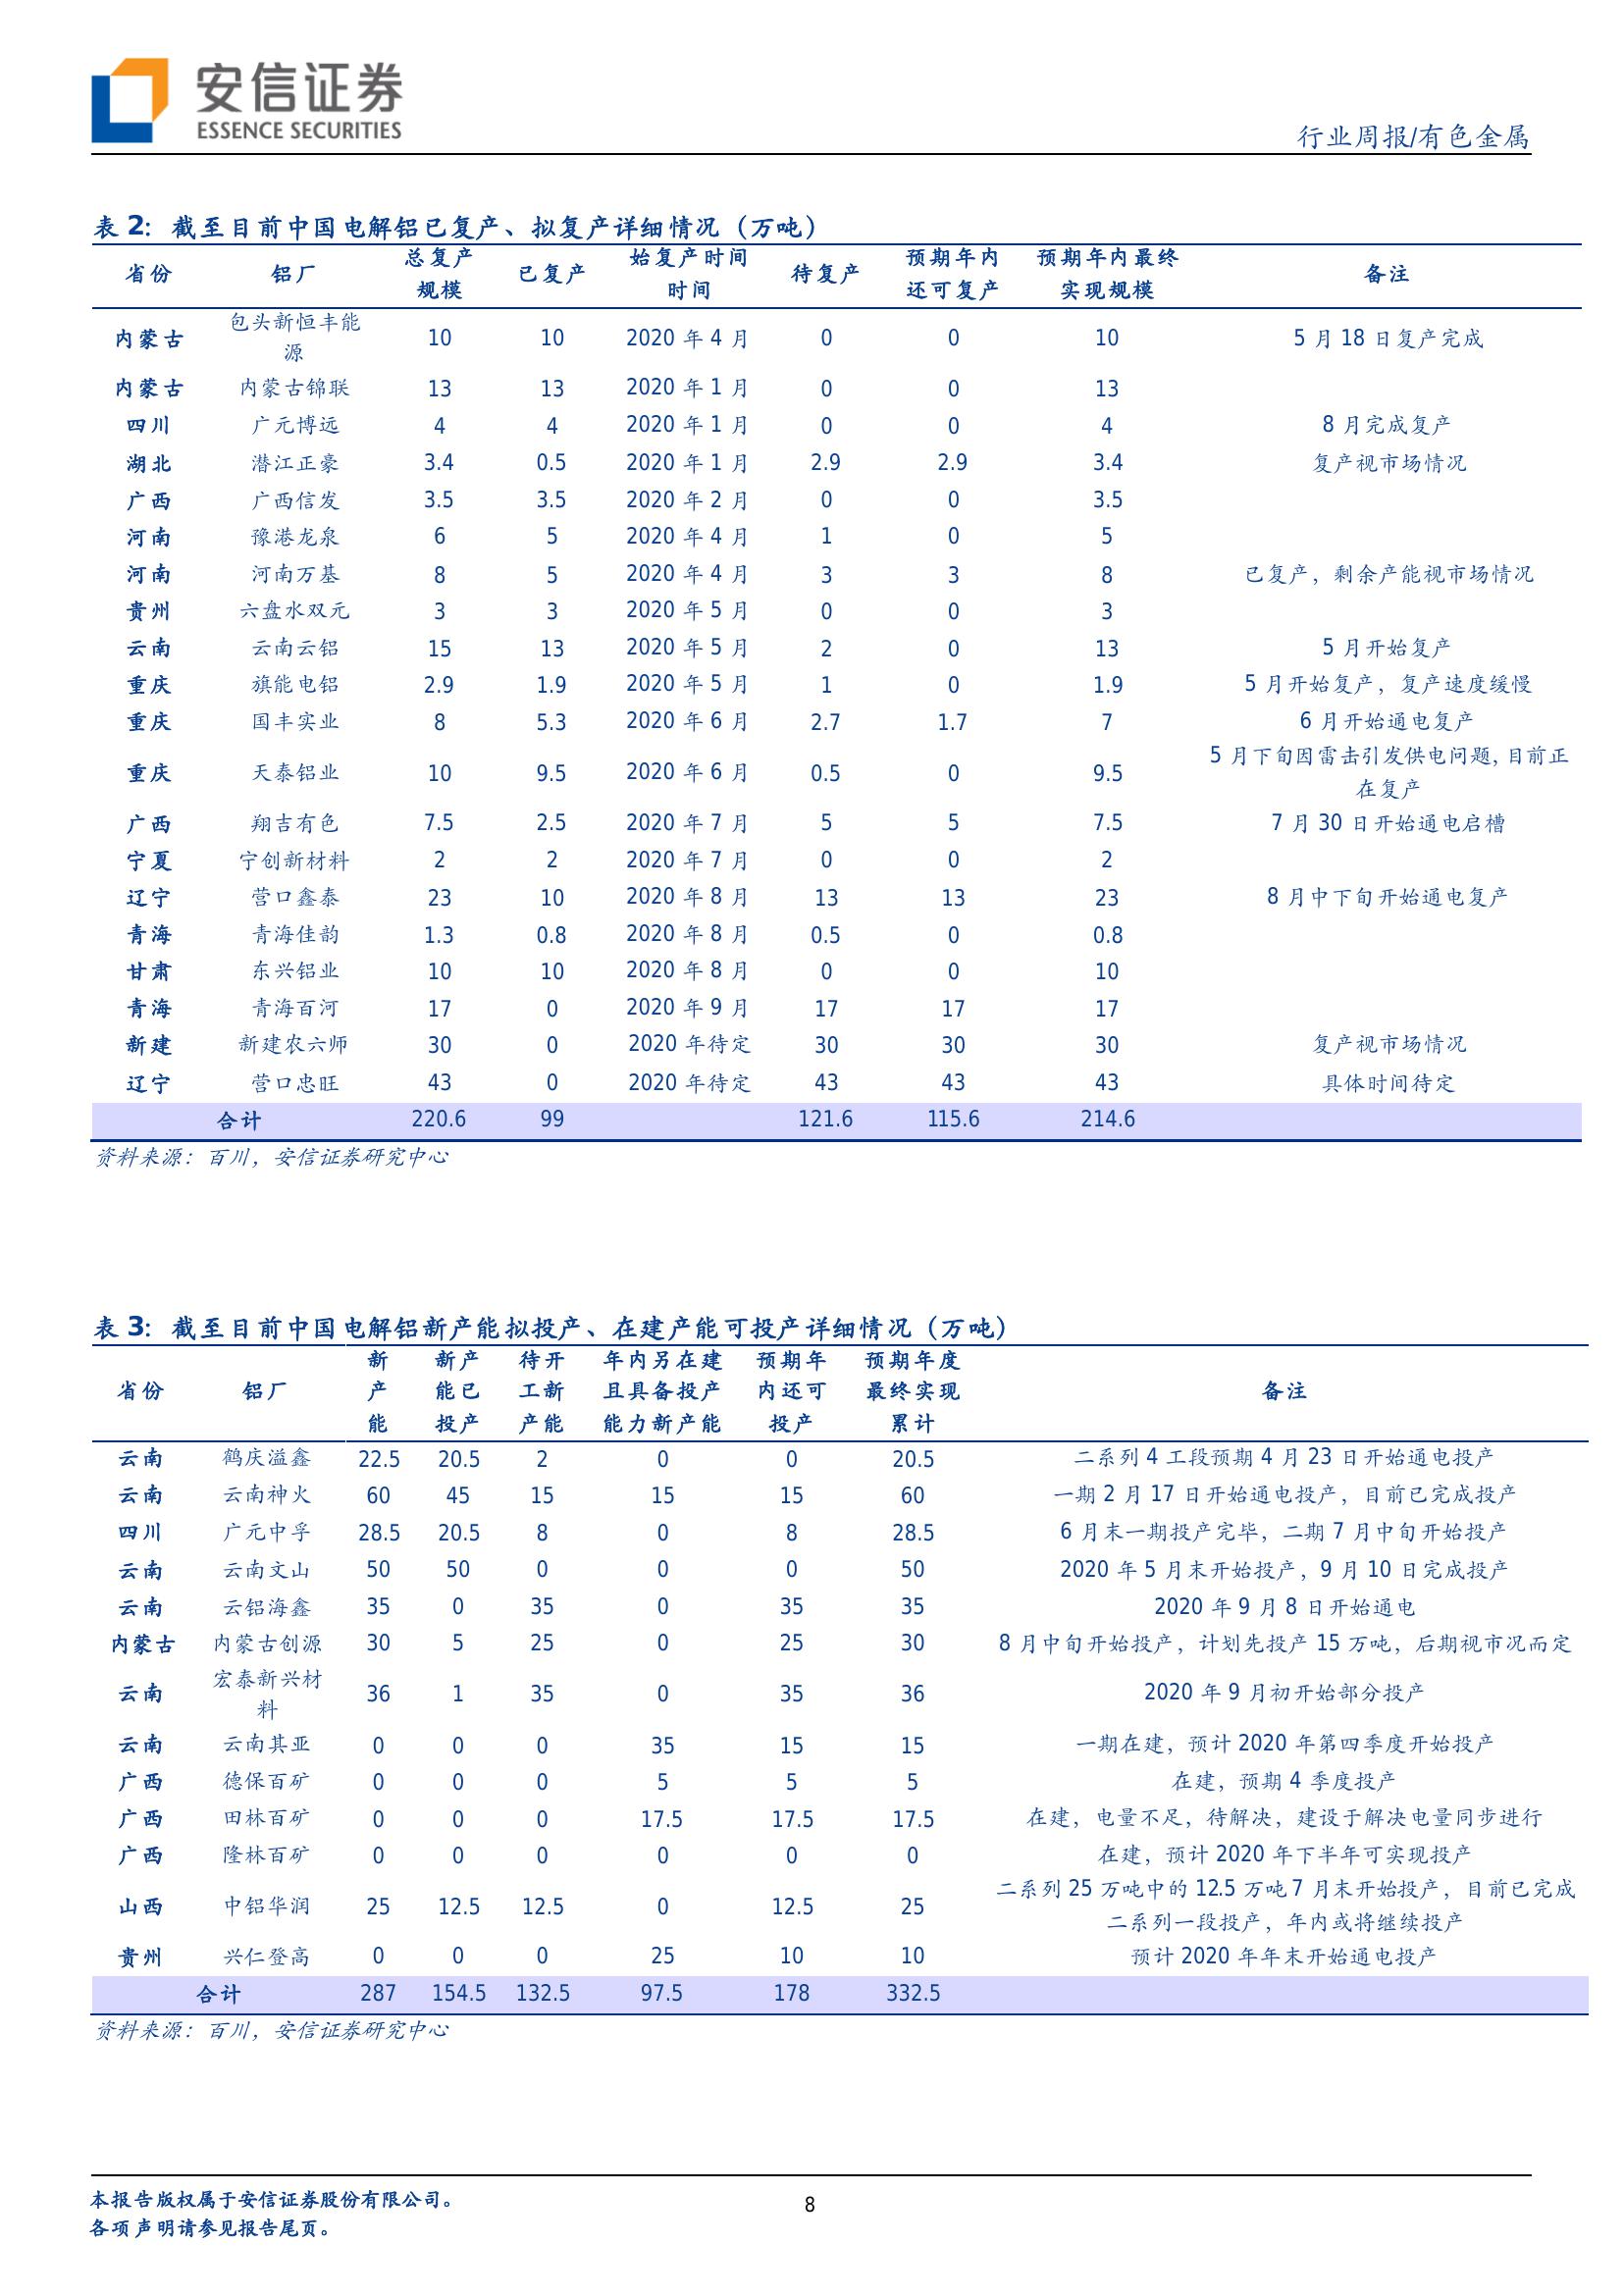 安信证券
ESSENCE SECURITIES
行业周报/有色金属
表 2：截至目前中国电解铝已复产、拟复产详细情况（万吨）
省份 铝厂 总复产规模 已复产 始复产时间时间 待复产 预期年内还可复产 预期年内最终实现规模 备注
内蒙古 包头新恒丰能源 10 10 2020 年 4 月 0 0 10 5 月 18 日复产完成
内蒙古 内蒙古锦联 13 13 2020 年 1 月 0 0 13
四川 广元博远 4 4 2020 年 1 月 0 0 4 8 月完成复产
湖北 潜江正豪 3.4 0.5 2020 年 1 月 2.9 2.9 3.4 复产视市场情况
广西 广西信发 3.5 3.5 2020 年 2 月 0 0 3.5
河南 豫港龙泉 6 5 2020 年 4 月 1 0 5
河南 河南万基 8 5 2020 年 4 月 3 3 8 已复产，剩余产能视市场情况
贵州 六盘水双元 3 3 2020 年 5 月 0 0 3
云南 云南云铝 15 13 2020 年 5 月 2 0 13 5 月开始复产
重庆 旗能电铝 2.9 1.9 2020 年 5 月 1 0 1.9 5 月开始复产，复产速度缓慢
重庆 国丰实业 8 5.3 2020 年 6 月 2.7 1.7 7 6 月开始通电复产
重庆 天泰铝业 10 9.5 2020 年 6 月 0.5 0 9.5 5 月下旬因雷击引发供电问题，目前正在复产
广西 翔吉有色 7.5 2.5 2020 年 7 月 5 5 7.5 7 月 30 日开始通电启槽
宁夏 宁创新材料 2 2 2020 年 7 月 0 0 2
辽宁 营口鑫泰 23 10 2020 年 8 月 13 13 23 8 月中下旬开始通电复产
青海 青海佳韵 1.3 0.8 2020 年 8 月 0.5 0 0.8
甘肃 东兴铝业 10 10 2020 年 8 月 0 0 10
青海 青海百河 17 0 2020 年 9 月 17 17 17
新建 新建农六师 30 0 2020 年待定 30 30 30 复产视市场情况
辽宁 营口忠旺 43 0 2020 年待定 43 43 43 具体时间待定
合计 220.6 99 121.6 115.6 214.6
资料来源：百川，安信证券研究中心
表 3：截至目前中国电解铝新产能拟投产、在建产能可投产详细情况（万吨）
省份 铝厂 新产能 新产能已投产 待开工新产能 年内另在建且具备投产能力新产能 预期年内还可投产 预期年度最终实现累计 备注
云南 鹤庆溢鑫 22.5 20.5 2 0 0 20.5 二系列 4 工段预期 4 月 23 日开始通电投产
云南 云南神火 60 45 15 15 15 60 一期 2 月 17 日开始通电投产，目前已完成投产
四川 广元中孚 28.5 20.5 8 0 8 28.5 6 月末一期投产完毕，二期 7 月中旬开始投产
云南 云南文山 50 50 0 0 0 50 2020 年 5 月末开始投产，9 月 10 日完成投产
云南 云铝海鑫 35 0 35 0 35 35 2020 年 9 月 8 日开始通电
内蒙古 内蒙古创源 30 5 25 0 25 30 8 月中旬开始投产，计划先投产 15 万吨，后期视市况而定
云南 宏泰新兴材料 36 1 35 0 35 36 2020 年 9 月初开始部分投产
云南 云南其亚 0 0 0 35 15 15 一期在建，预计 2020 年第四季度开始投产
广西 德保百矿 0 0 0 5 5 5 在建，预期 4 季度投产
广西 田林百矿 0 0 0 17.5 17.5 17.5 在建，电量不足，待解决，建设于解决电量同步进行
广西 隆林百矿 0 0 0 0 0 0 在建，预计 2020 年下半年可实现投产
山西 中铝华润 25 12.5 12.5 0 12.5 25 二系列 25 万吨中的 12.5 万吨 7 月末开始投产，目前已完成二系列一段投产，年内或将继续投产
贵州 兴仁登高 0 0 0 25 10 10 预计 2020 年年末开始通电投产
合计 287 154.5 132.5 97.5 178 332.5
资料来源：百川，安信证券研究中心
本报告版权属于安信证券股份有限公司。
各项声明请参见报告尾页。
8